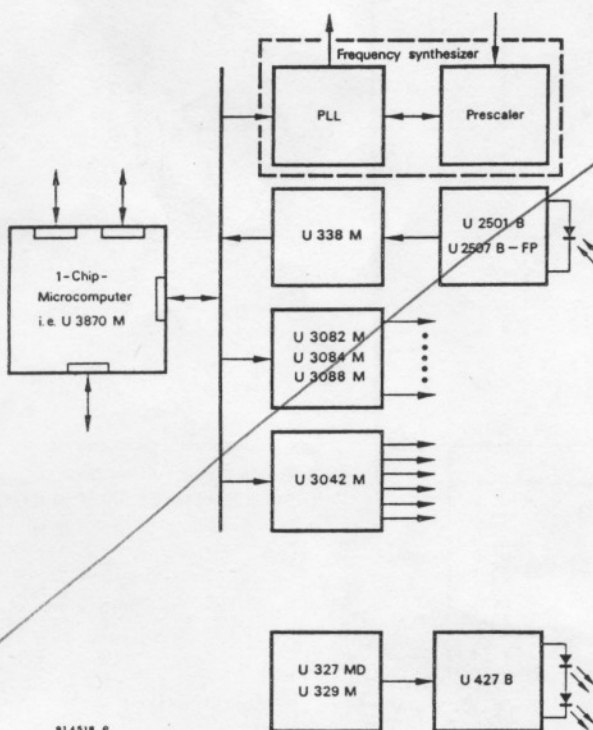 Frequency synthesizer
PLL
Prescaler
U 338 M
U 2501 B
U 2507 B – FP
1-Chip-
Microcomputer
i.e. U 3870 M
U 3082 M
U 3084 M
U 3088 M
U 3042 M
U 327 MD
U 329 M
U 427 B